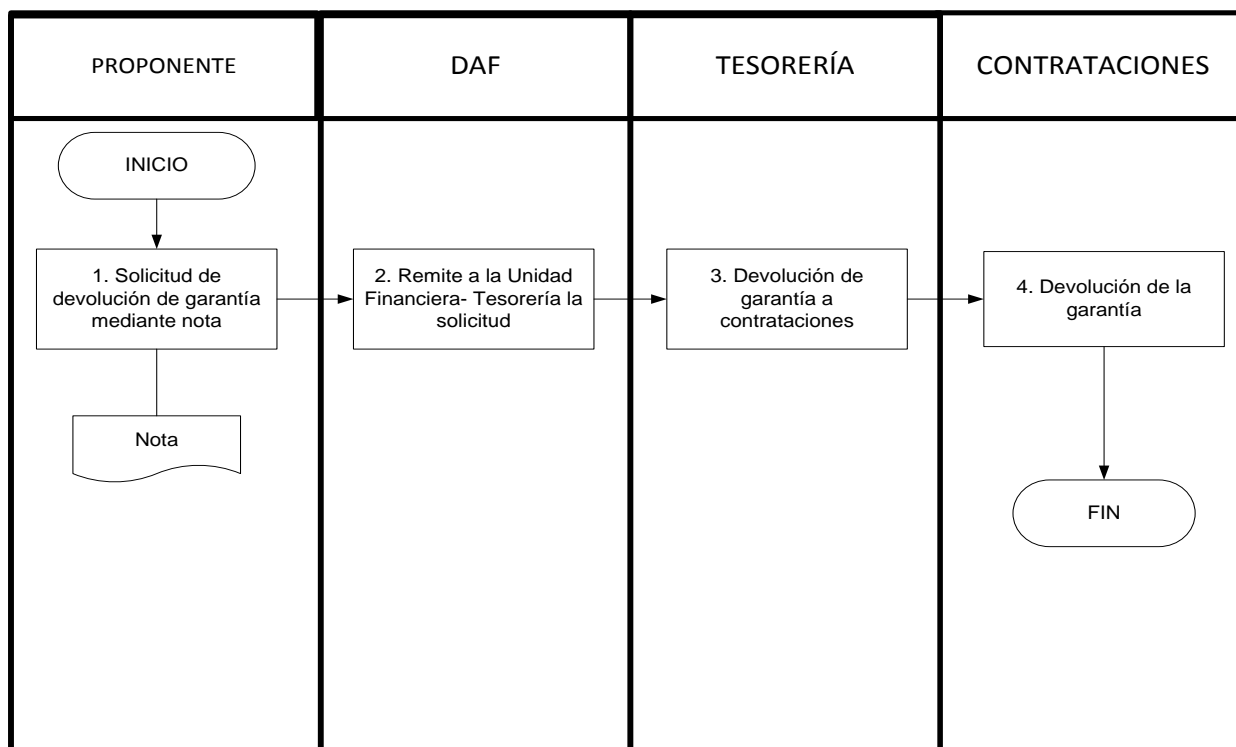 PROPONENTE
DAF
TESORERÍA
CONTRATACIONES
INICIO
1. Solicitud de
devolución de garantía
mediante nota
2. Remite a la Unidad
Financiera- Tesorería la
solicitud
3. Devolución de
garantía a
contrataciones
4. Devolución de la
garantía
Nota
FIN